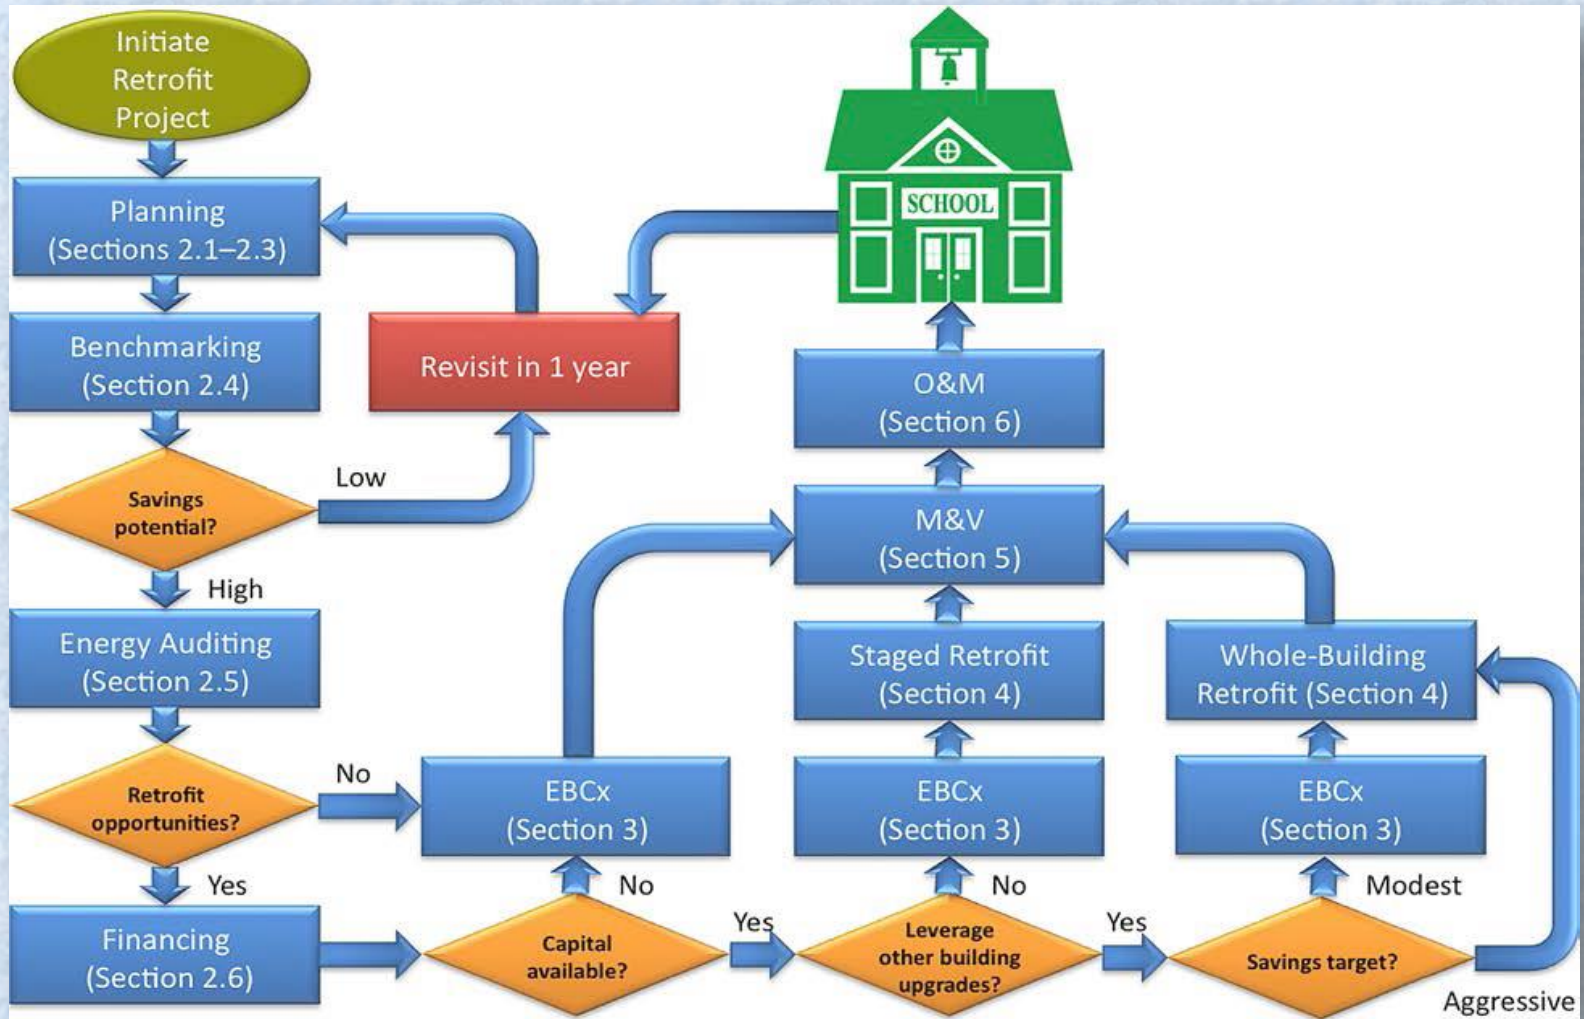 Initiate
Retrofit
Project
Planning
(Sections 2.1–2.3)
Benchmarking
(Section 2.4)
Savings
potential?
Low
High
Revisit in 1 year
Energy Auditing
(Section 2.5)
Retrofit
opportunities?
No
Yes
Financing
(Section 2.6)
EBCx
(Section 3)
No
Capital
available?
Yes
SCHOOL
O&M
(Section 6)
M&V
(Section 5)
Staged Retrofit
(Section 4)
EBCx
(Section 3)
No
Leverage
other building
upgrades?
Yes
Whole-Building
Retrofit (Section 4)
EBCx
(Section 3)
Modest
Savings target?
Aggressive